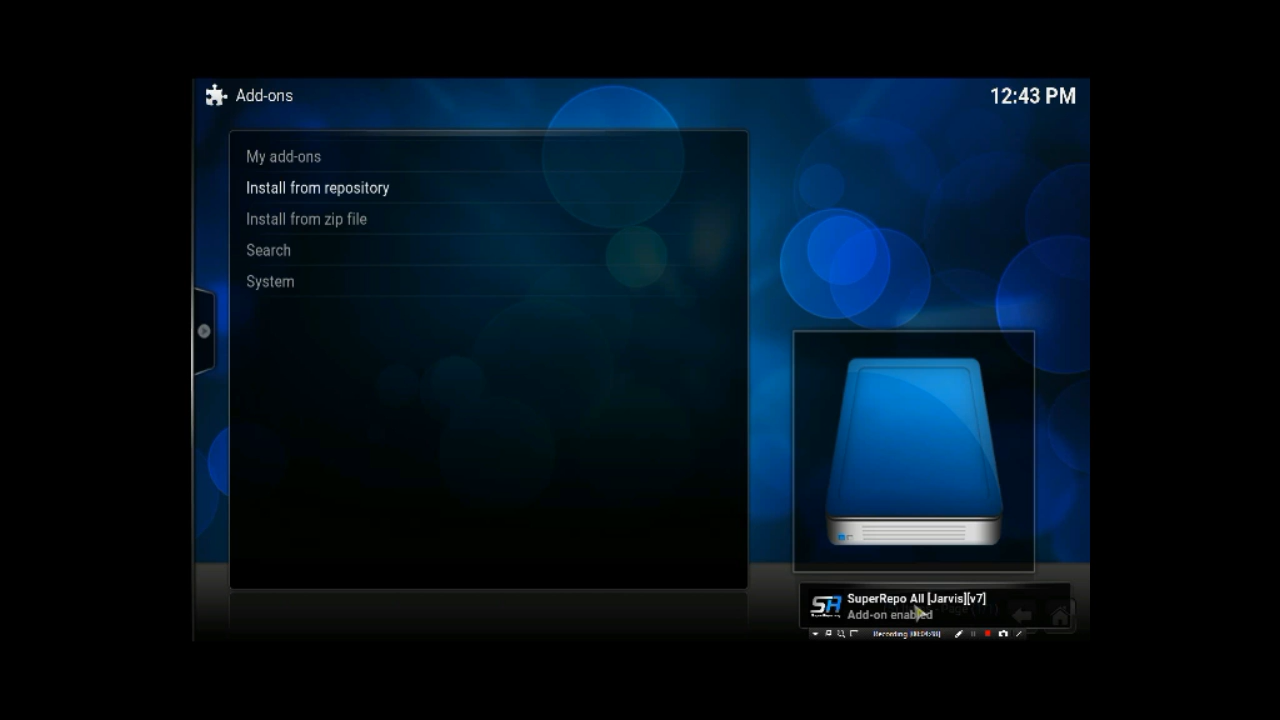 Add-ons
12:43 PM
My add-ons
Install from repository
Install from zip file
Search
System
SuperRepo All [Jarvis][v7]
Add-on enabled